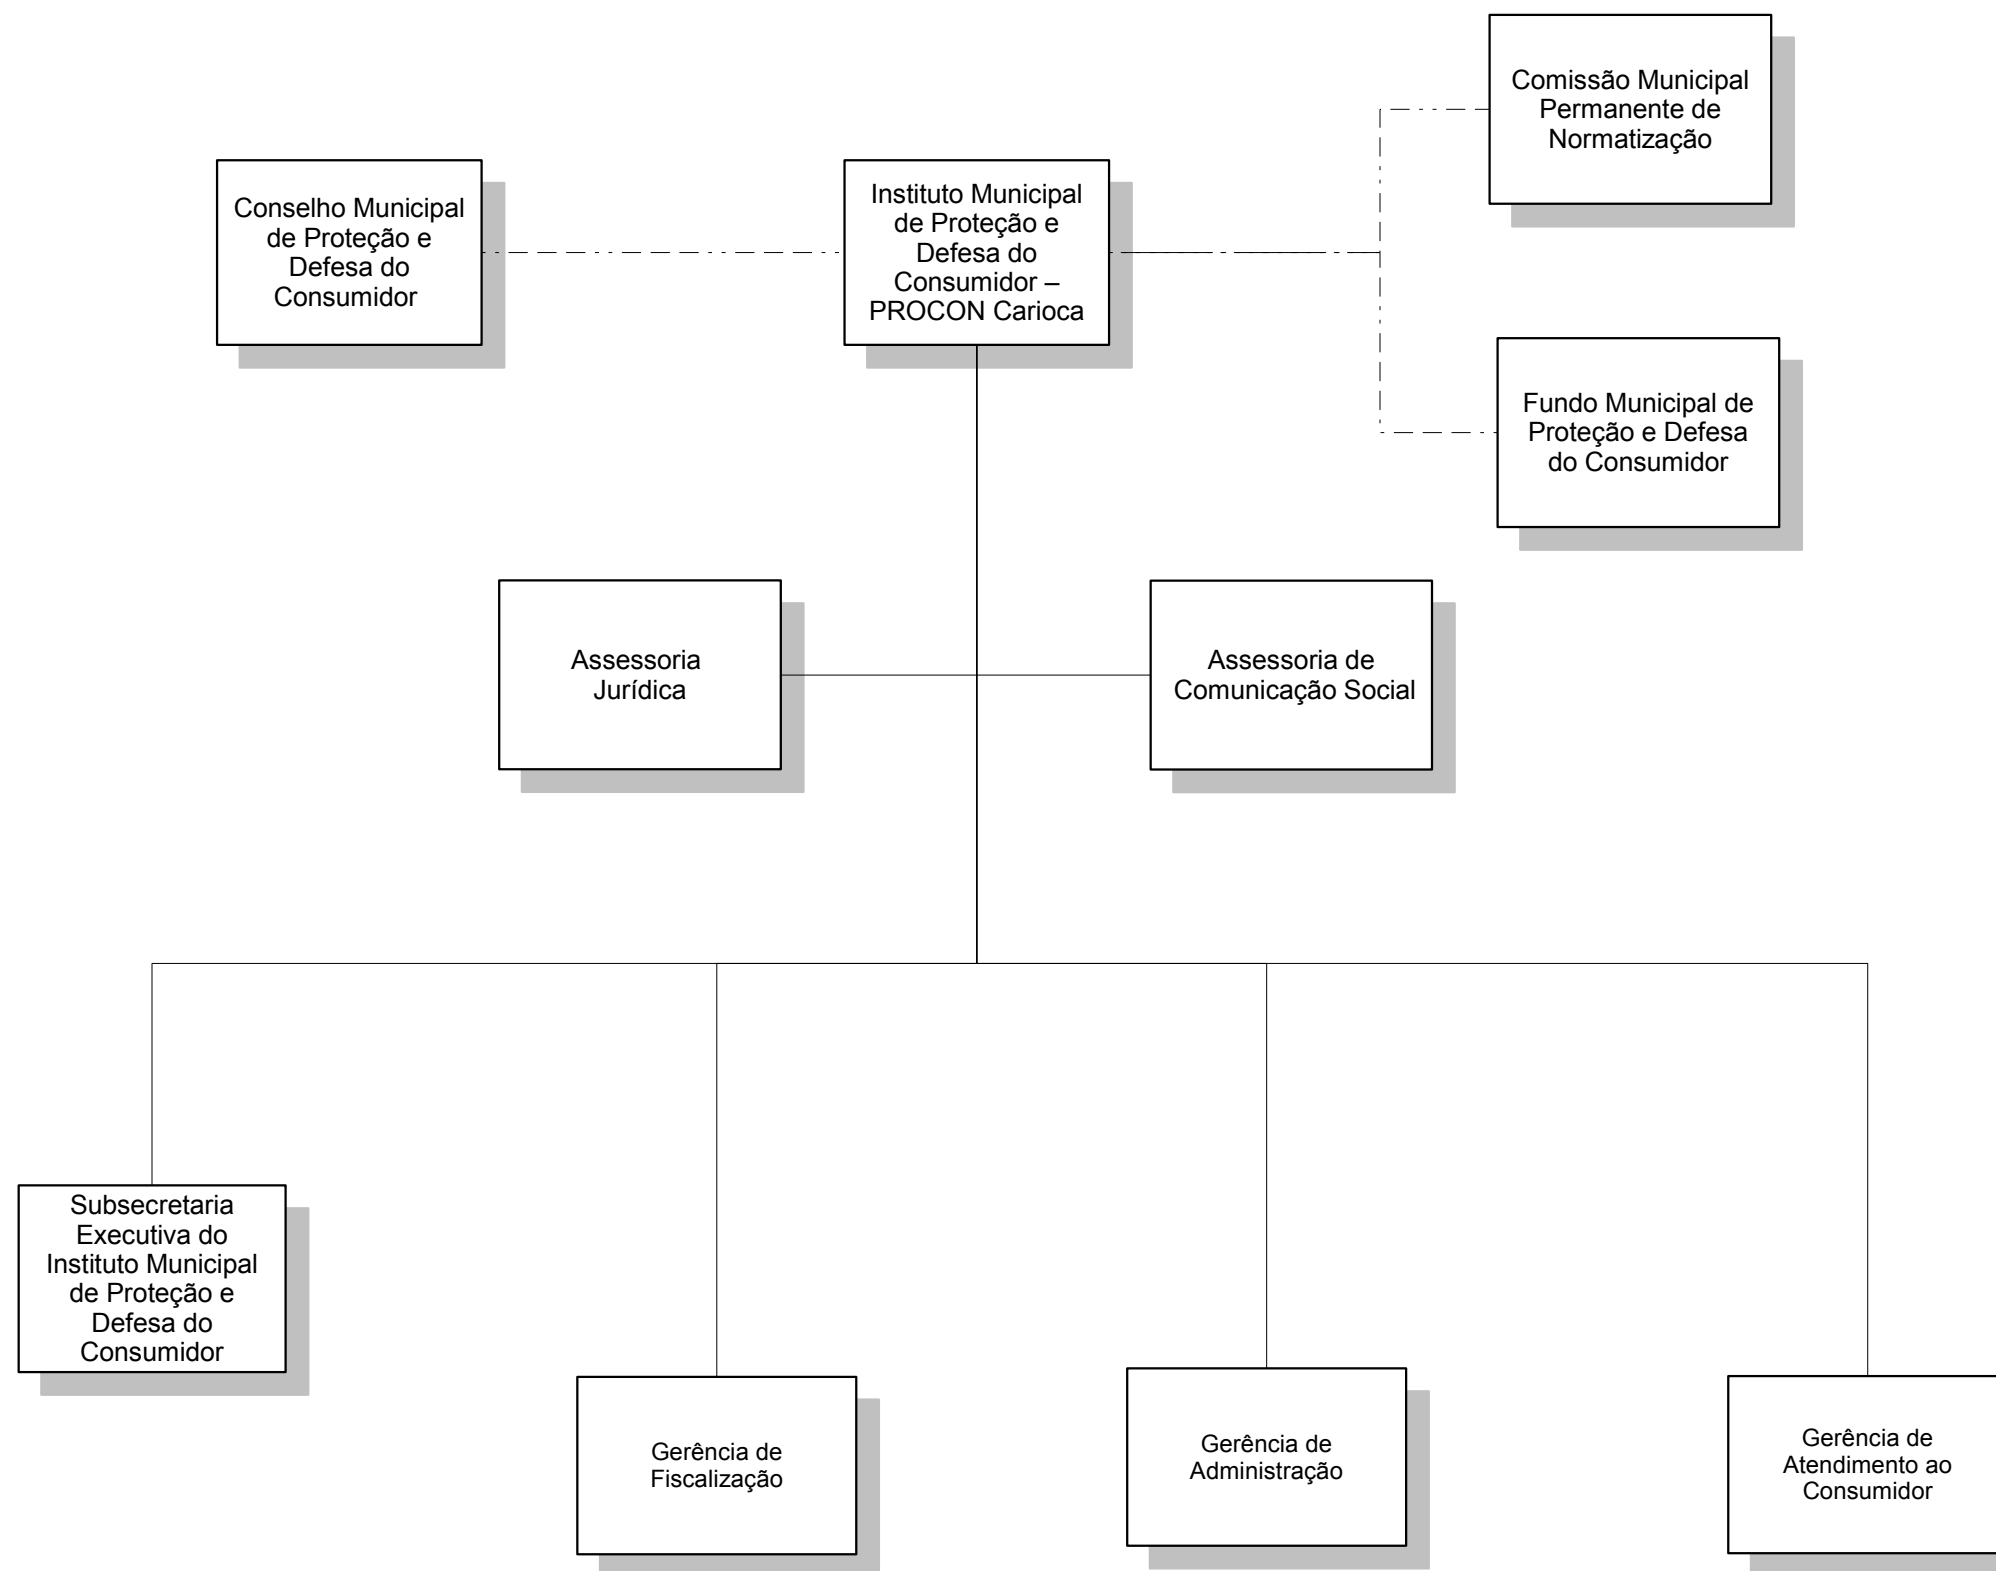 Comissão Municipal
Permanente de
Normatização
Conselho Municipal
de Proteção e
Defesa do
Consumidor
Instituto Municipal
de Proteção e
Defesa do
Consumidor –
PROCON Carioca
Fundo Municipal de
Proteção e Defesa
do Consumidor
Assessoria
Jurídica
Assessoria de
Comunicação Social
Subsecretaria
Executiva do
Instituto Municipal
de Proteção e
Defesa do
Consumidor
Gerência de
Fiscalização
Gerência de
Administração
Gerência de
Atendimento ao
Consumidor